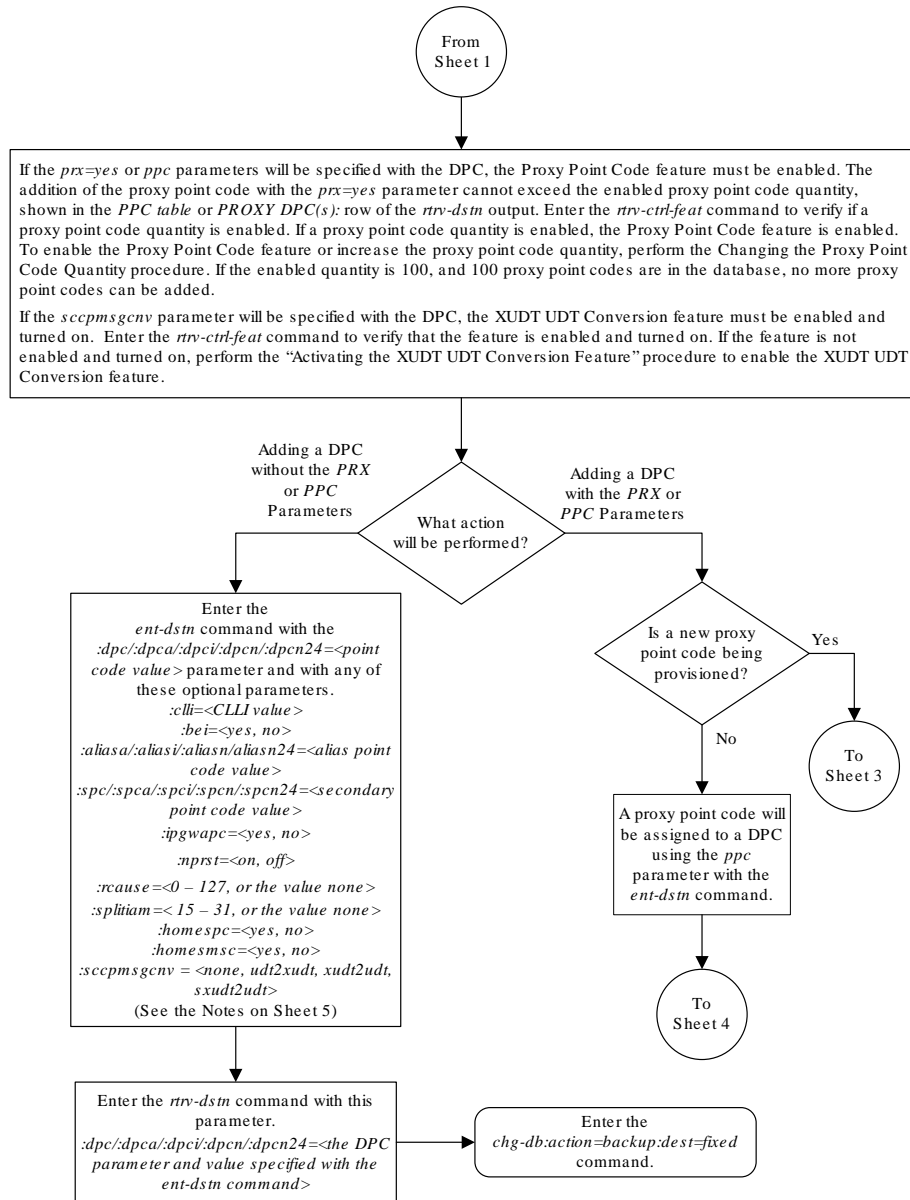 From
Sheet 1
If the prx=yes or ppc parameters will be specified with the DPC, the Proxy Point Code feature must be enabled. The
addition of the proxy point code with the prx=yes parameter cannot exceed the enabled proxy point code quantity,
shown in the PPC table or PROXY DPC(s): row of the rtrv-dstn output. Enter the rtrv-ctrl-feat command to verify if a
proxy point code quantity is enabled. If a proxy point code quantity is enabled, the Proxy Point Code feature is enabled.
To enable the Proxy Point Code feature or increase the proxy point code quantity, perform the Changing the Proxy Point
Code Quantity procedure. If the enabled quantity is 100, and 100 proxy point codes are in the database, no more proxy
point codes can be added.
If the sccpmsgcnv parameter will be specified with the DPC, the XUDT UDT Conversion feature must be enabled and
turned on. Enter the rtrv-ctrl-feat command to verify that the feature is enabled and turned on. If the feature is not
enabled and turned on, perform the “Activating the XUDT UDT Conversion Feature” procedure to enable the XUDT UDT
Conversion feature.
Adding a DPC
without the PRX
or PPC
Parameters
What action
will be performed?
Adding a DPC
with the PRX or
PPC Parameters
Enter the
ent-dstn command with the
:dpc/:dpca/:dpci/:dpcn/:dpcn24=<point
code value> parameter and with any of
these optional parameters.
:clli=<CLLI value>
:bei=<yes, no>
:aliasa/:aliasi/:aliasn/aliasn24=<alias point
code value>
:spc/:spca/:spci/:spcn/:spcn24=<secondary
point code value>
:ipgwapc=<yes, no>
:nprst=<on, off>
:rcause=<0 – 127, or the value none>
:splitiam=< 15 – 31, or the value none>
:homespc=<yes, no>
:homesmsc=<yes, no>
:sccpmsgcnv = <none, udt2xudt, xudt2udt,
sxudt2udt>
(See the Notes on Sheet 5)
Is a new proxy
point code being
provisioned?
Yes
To
Sheet 3
No
A proxy point code will
be assigned to a DPC
using the ppc
parameter with the
ent-dstn command.
To
Sheet 4
Enter the rtrv-dstn command with this
parameter.
:dpc/:dpca/:dpci/:dpcn/:dpcn24=<the DPC
parameter and value specified with the
ent-dstn command>
Enter the
chg-db:action=backup:dest=fixed
command.